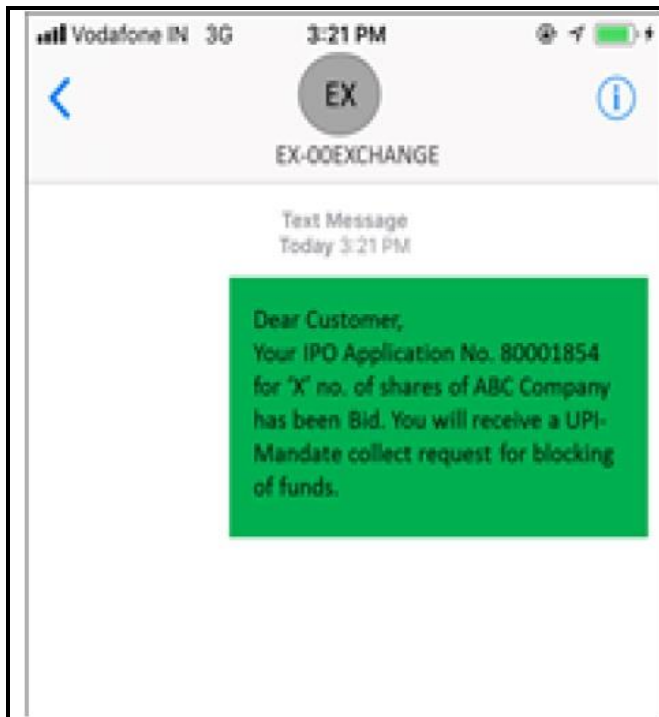 Vodafone IN 3G 3:21 PM
EX
EX-00EXCHANGE
Text Message
Today 3:21 PM
Dear Customer,
Your IPO Application No. 80001854
for 'X' no. of shares of ABC Company
has been Bid. You will receive a UPI-
Mandate collect request for blocking
of funds.